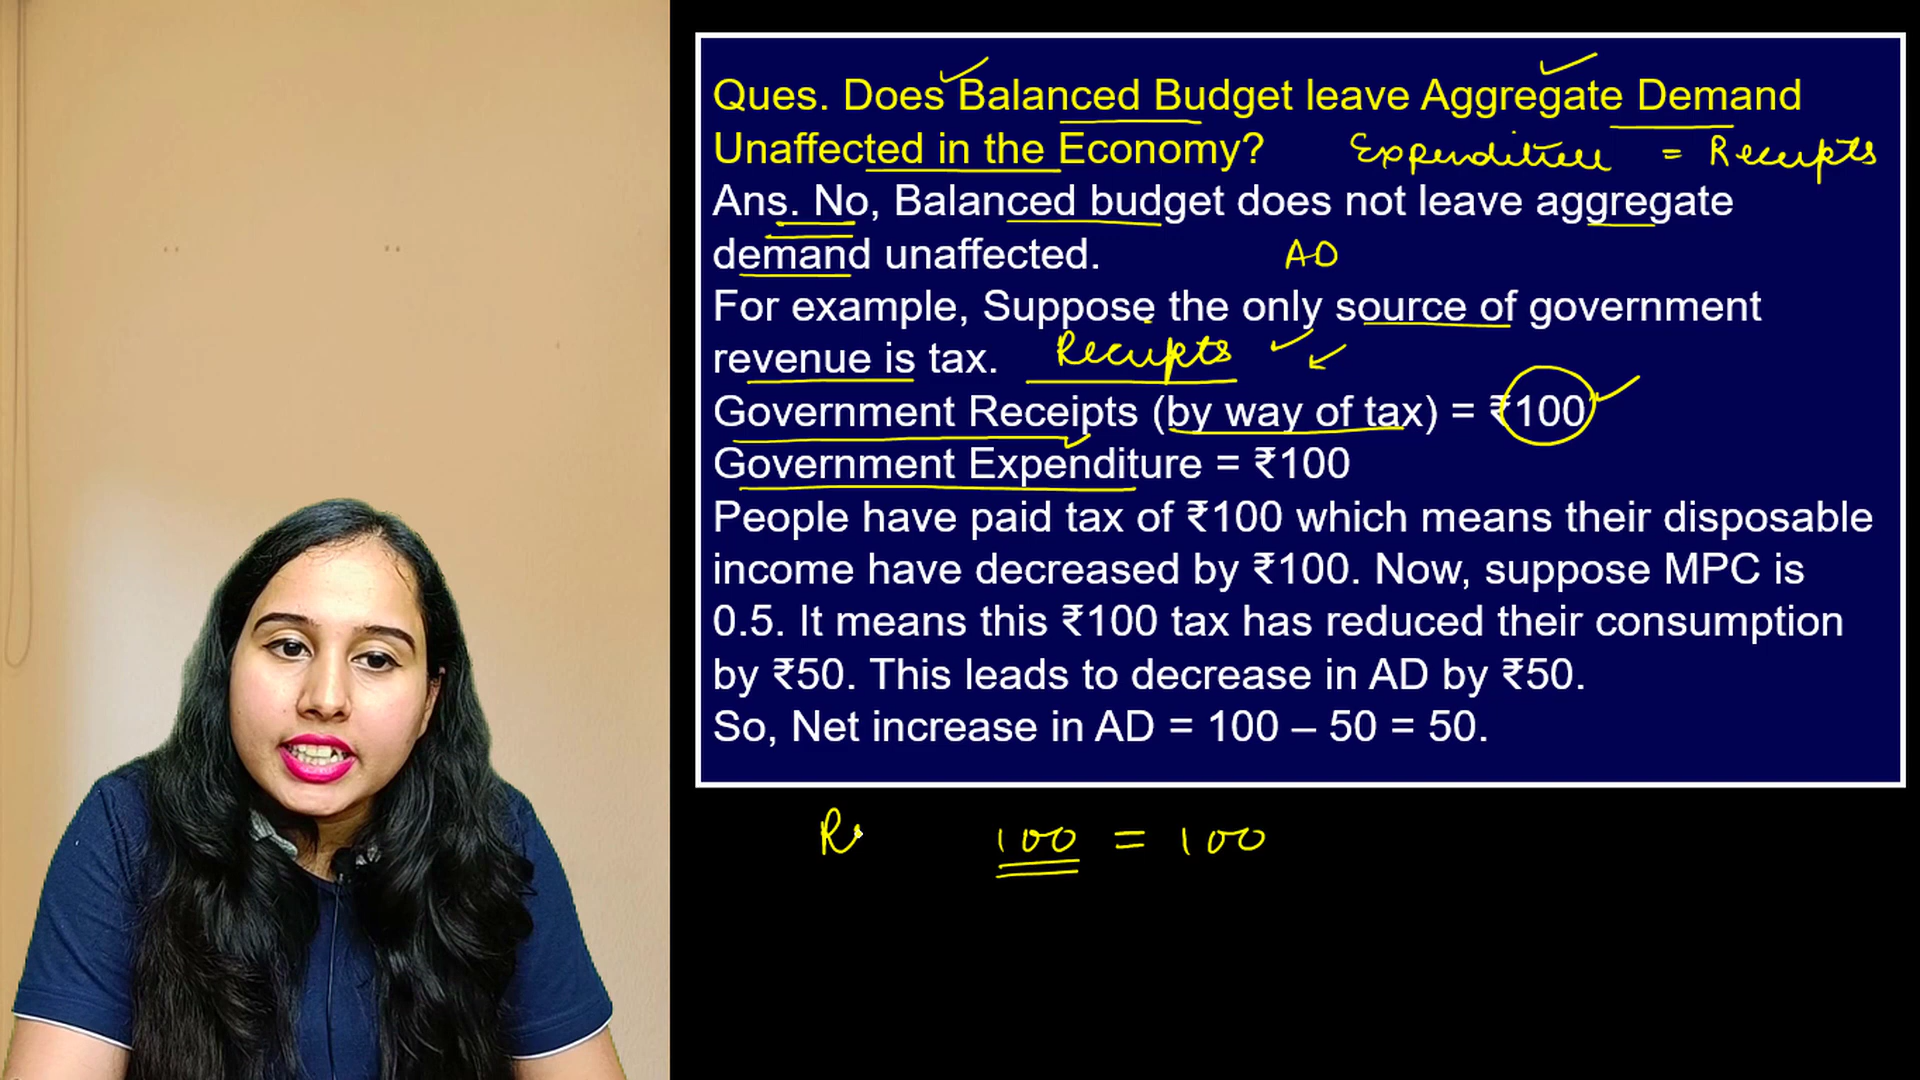 Ques. Does Balanced Budget leave Aggregate Demand
Unaffected in the Economy? Expenditure = Receipts
Ans. No, Balanced budget does not leave aggregate
demand unaffected. AD
For example, Suppose the only source of government
revenue is tax. Receipts
Government Receipts (by way of tax) = ₹100
Government Expenditure = ₹100
People have paid tax of ₹100 which means their disposable
income have decreased by ₹100. Now, suppose MPC is
0.5. It means this ₹100 tax has reduced their consumption
by ₹50. This leads to decrease in AD by ₹50.
So, Net increase in AD = 100 – 50 = 50.
100 = 100